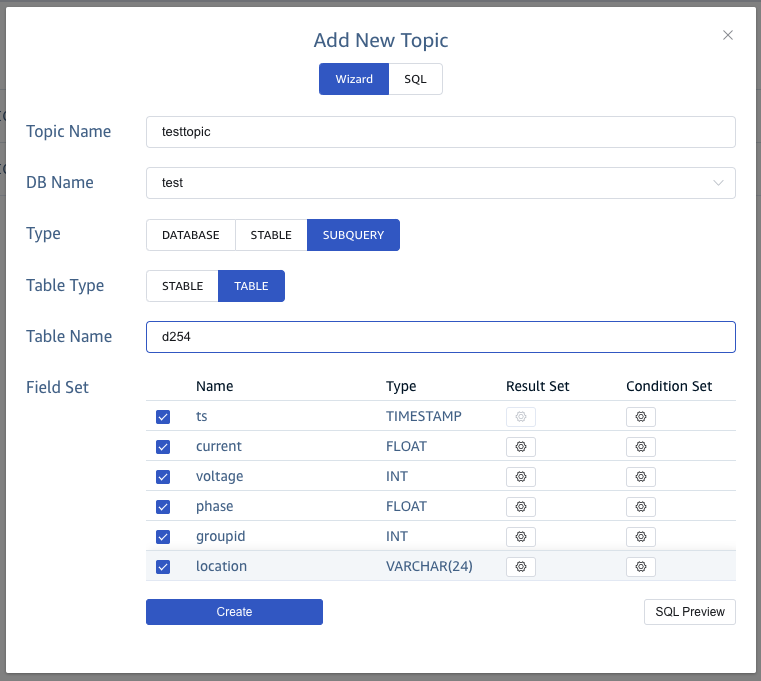 Add New Topic
Wizard SQL
Topic Name testtopic
DB Name test
Type DATABASE STABLE SUBQUERY
Table Type STABLE TABLE
Table Name d254
Field Set Name Type Result Set Condition Set
ts TIMESTAMP
current FLOAT
voltage INT
phase FLOAT
groupid INT
location VARCHAR(24)
Create SQL Preview